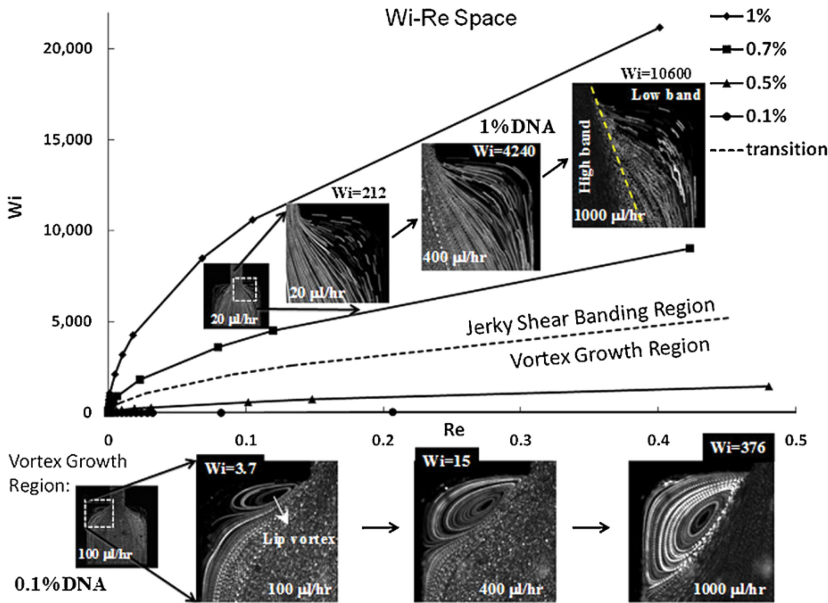 Wi-Re Space
1%
0.7%
0.5%
0.1%
transition
20,000
15,000
10,000
5,000
0
Wi
Wi=10600
Low band
High band
1000 µl/hr
1%DNA
Wi=4240
400 µl/hr
Wi=212
20 µl/hr
20 µl/hr
Jerky Shear Banding Region
Vortex Growth Region
0
0.1
0.2
0.3
0.4
0.5
Re
Vortex Growth
Region:
100 µl/hr
0.1%DNA
Wi=3.7
Lip vortex
100 µl/hr
Wi=15
400 µl/hr
Wi=376
1000 µl/hr